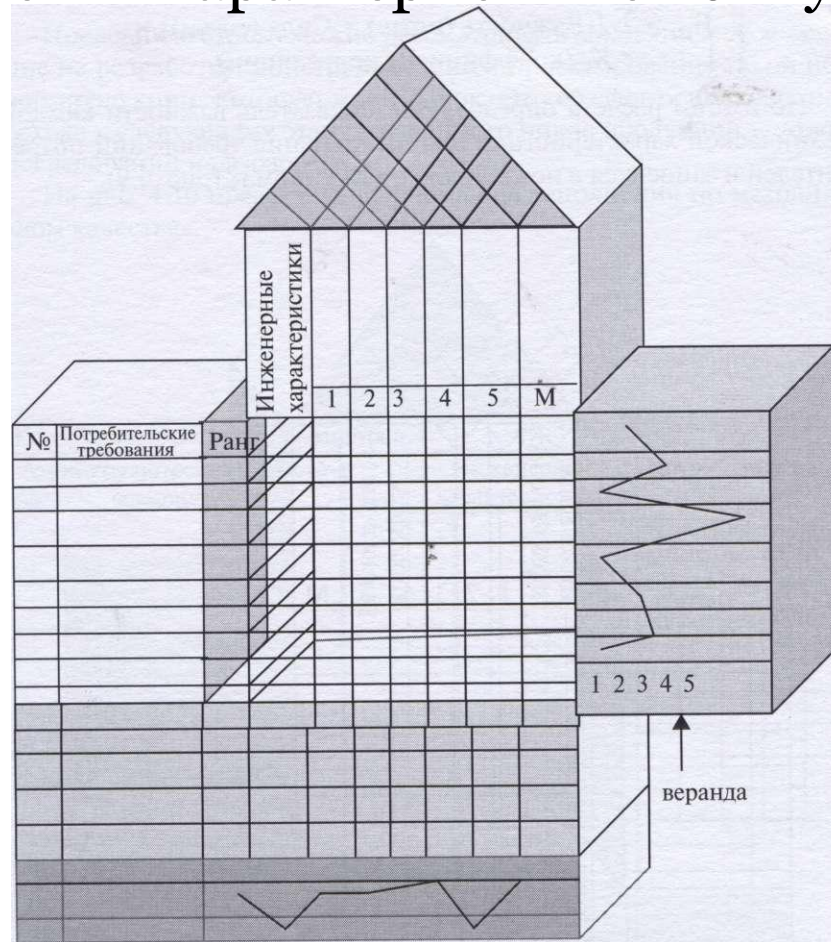 Инженерные
характеристики
1 2 3 4 5 М
№ Потребительские
требования
Ранг
1 2 3 4 5
веранда